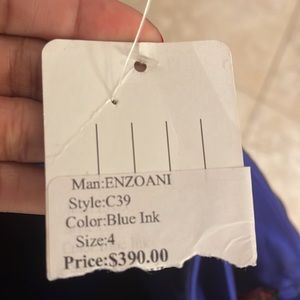 Man:ENZOANI
Style:C39
Color:Blue Ink
Size:4
Price:$390.00